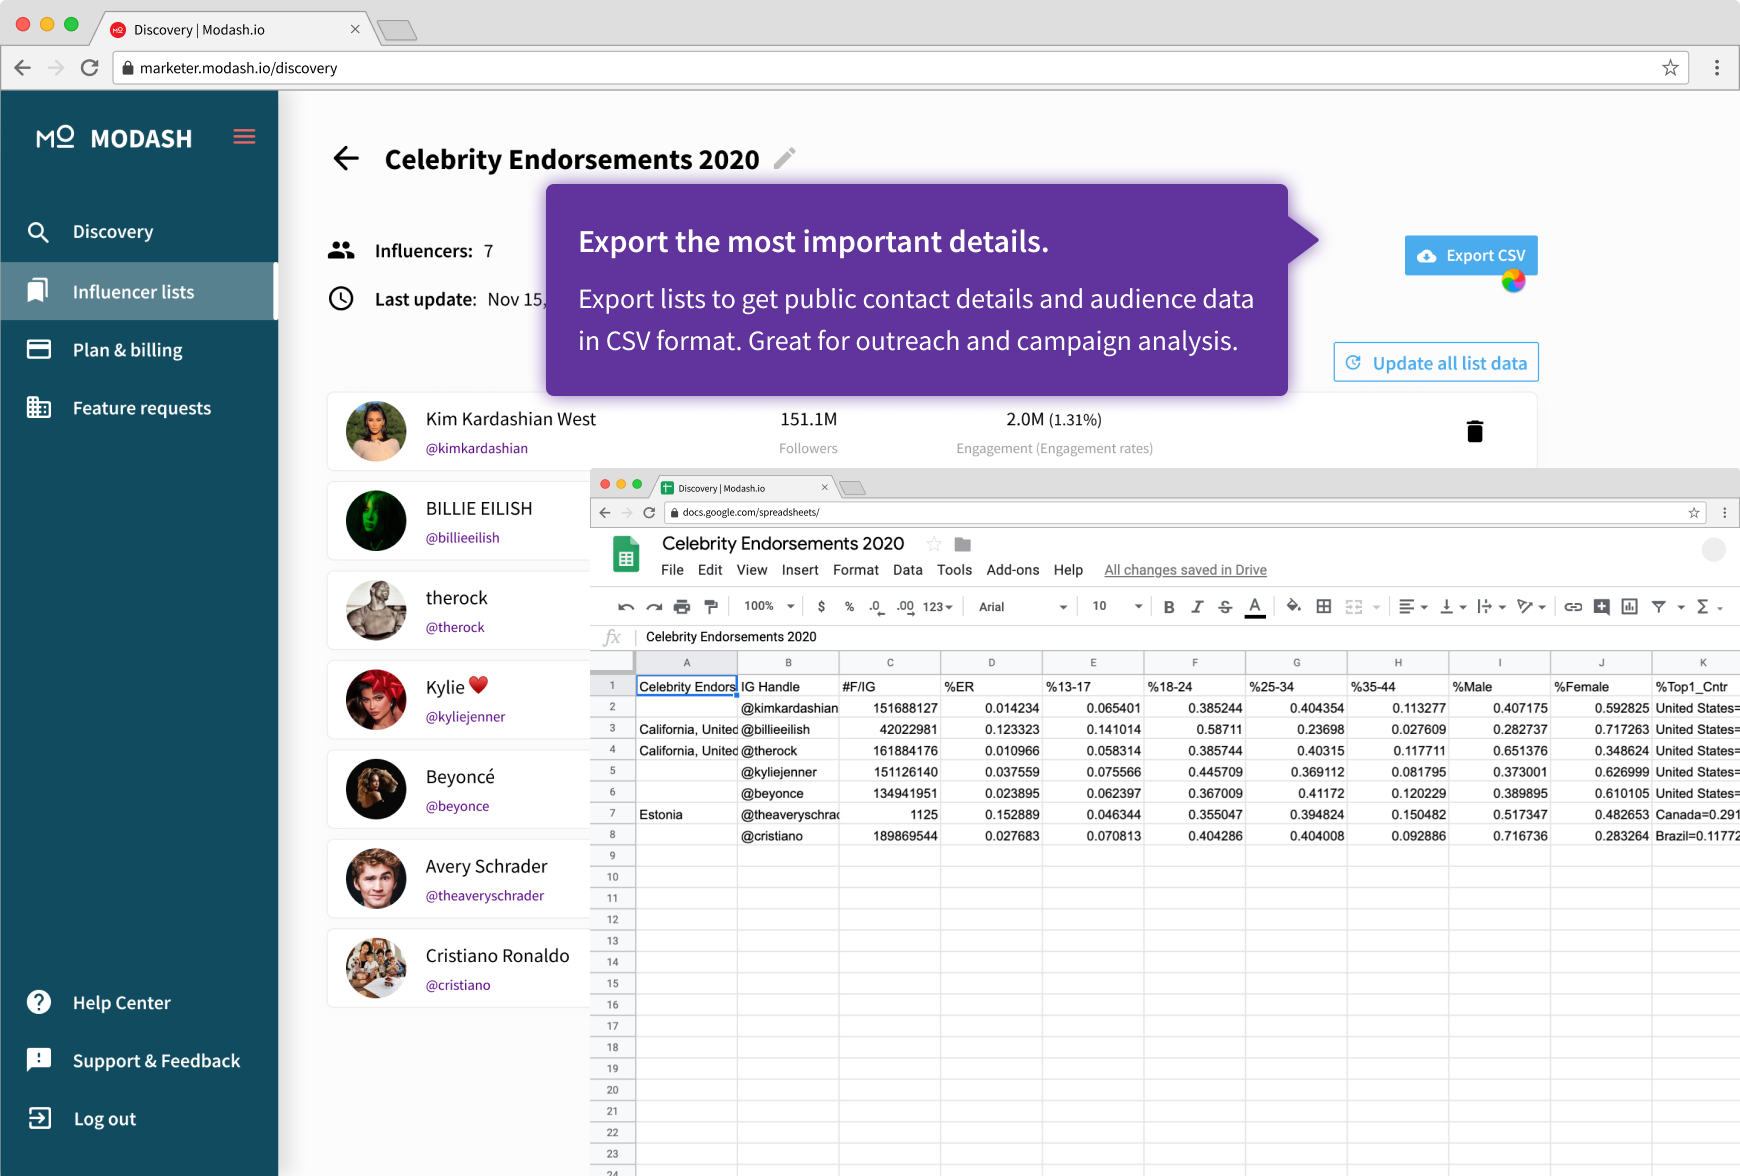 Discovery | Modash.io
marketer.modash.io/discovery
MO MODASH
Discovery
Influencer lists
Plan & billing
Feature requests
Help Center
Support & Feedback
Log out
Celebrity Endorsements 2020
Influencers: 7
Last update: Nov 15,
Export the most important details.
Export lists to get public contact details and audience data
in CSV format. Great for outreach and campaign analysis.
Export CSV
Update all list data
Kim Kardashian West 151.1M 2.0M (1.31%)
@kimkardashian Followers Engagement (Engagement rates)
BILLIE EILISH
@billieeilish
therock
@therock
Kylie ❤️
@kyliejenner
Beyoncé
@beyonce
Avery Schrader
@theaveryschrader
Cristiano Ronaldo
@cristiano
Discovery | Modash.io
docs.google.com/spreadsheets/
Celebrity Endorsements 2020
File Edit View Insert Format Data Tools Add-ons Help All changes saved in Drive
100% $ % .0 .00 123 Arial 10 B I S A Σ
fx Celebrity Endorsements 2020
A B C D E F G H I J K
1 Celebrity Endors IG Handle #F/IG %ER %13-17 %18-24 %25-34 %35-44 %Male %Female %Top1_Cntr
2 @kimkardashian 151688127 0.014234 0.065401 0.385244 0.404354 0.113277 0.407175 0.592825 United States=
3 California, United @billieeilish 42022981 0.123323 0.141014 0.58711 0.23698 0.027609 0.282737 0.717263 United States=
4 California, United @therock 161884176 0.010966 0.058314 0.385744 0.40315 0.117711 0.651376 0.348624 United States=
5 @kyliejenner 151126140 0.037559 0.075566 0.445709 0.369112 0.081795 0.373001 0.626999 United States=
6 @beyonce 134941951 0.023895 0.062397 0.367009 0.41172 0.120229 0.389895 0.610105 United States=
7 Estonia @theaveryschrac 1125 0.152889 0.046344 0.355047 0.394824 0.150482 0.517347 0.482653 Canada=0.291
8 @cristiano 189869544 0.027683 0.070813 0.404286 0.404008 0.092886 0.716736 0.283264 Brazil=0.11772
9
10
11
12
13
14
15
16
17
18
19
20
21
22
23
24